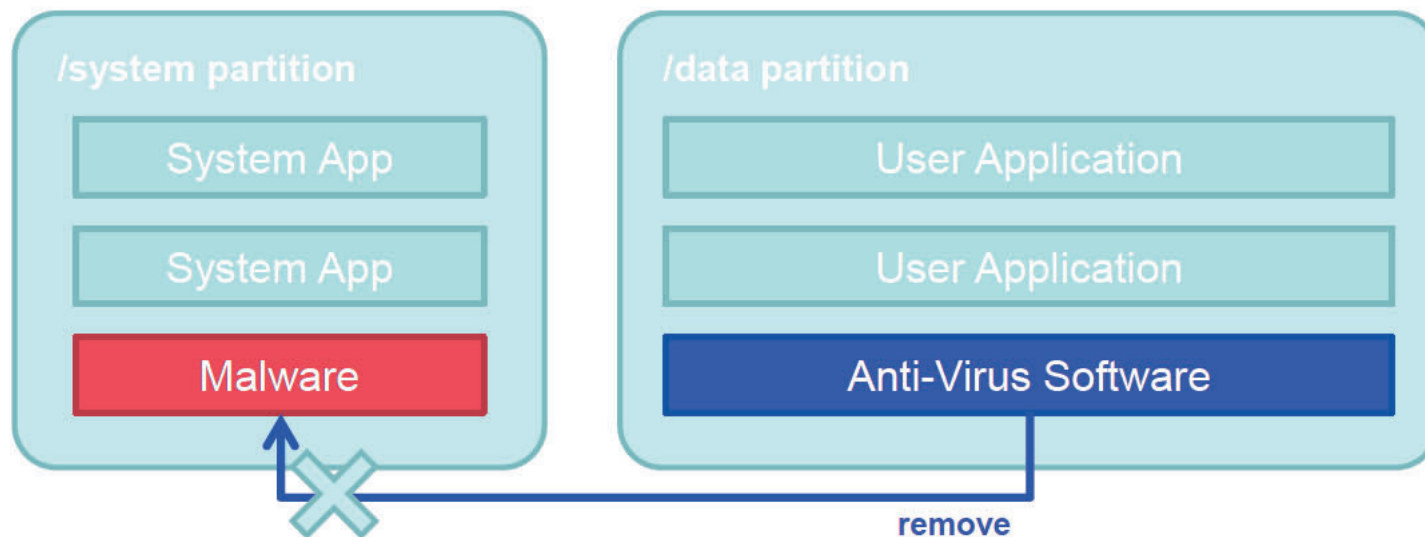 /system partition
System App
System App
Malware
/data partition
User Application
User Application
Anti-Virus Software
remove